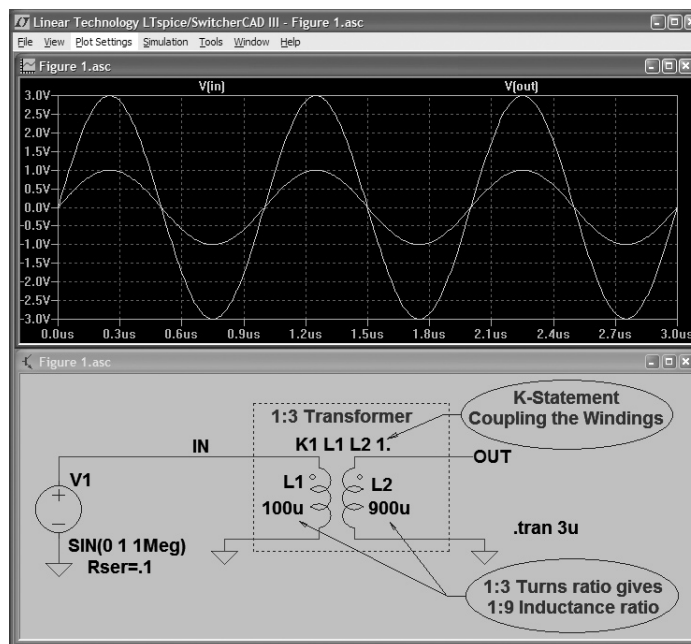 Linear Technology LTspice/SwitcherCAD III - Figure 1.asc
File View Plot Settings Simulation Tools Window Help
Figure 1.asc
V(in) V(out)
3.0V
2.5V
2.0V
1.5V
1.0V
0.5V
0.0V
-0.5V
-1.0V
-1.5V
-2.0V
-2.5V
-3.0V
0.0us 0.3us 0.6us 0.9us 1.2us 1.5us 1.8us 2.1us 2.4us 2.7us 3.0us
Figure 1.asc
K-Statement
Coupling the Windings
1:3 Transformer
K1 L1 L2 1.
IN
OUT
V1
L1
L2
100u
900u
.tran 3u
SIN(0 1 1Meg)
Rser=.1
1:3 Turns ratio gives
1:9 Inductance ratio